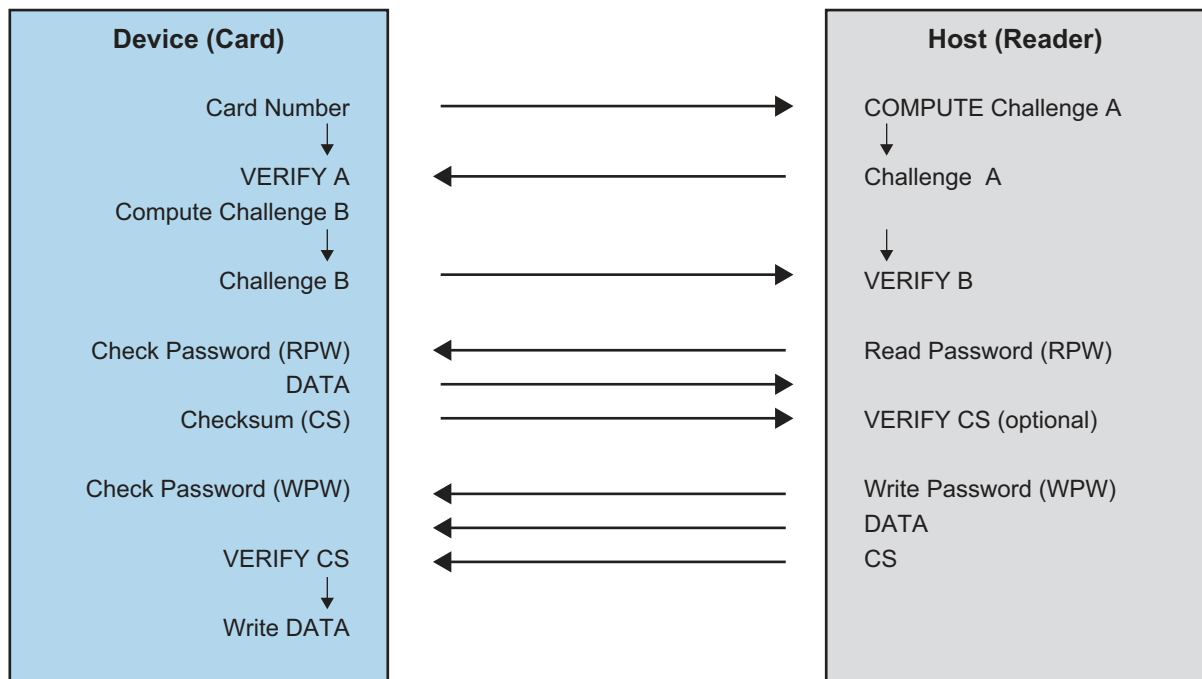 Device (Card)
Host (Reader)
Card Number
COMPUTE Challenge A
VERIFY A
Challenge A
Compute Challenge B
Challenge B
VERIFY B
Check Password (RPW)
Read Password (RPW)
DATA
Checksum (CS)
VERIFY CS (optional)
Check Password (WPW)
Write Password (WPW)
DATA
VERIFY CS
CS
Write DATA